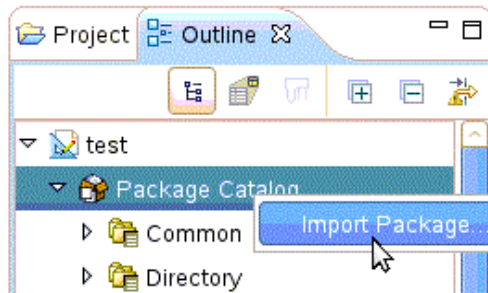 Project Outline
test
Package Catalog
Import Package...
Common
Directory